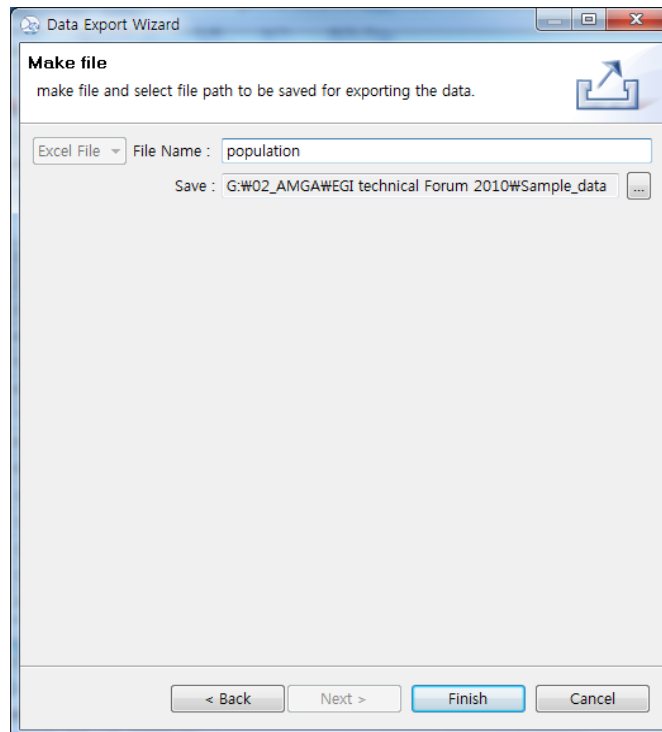 Data Export Wizard
Make file
make file and select file path to be saved for exporting the data.
Excel File File Name : population
Save : G:₩02_AMGA₩EGI technical Forum 2010₩Sample_data ...
< Back Next > Finish Cancel